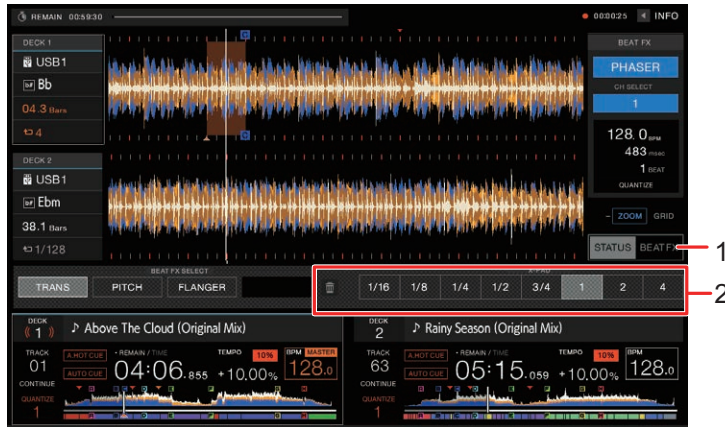 REMAIN 00:59:30
00:00:25 INFO
DECK 1
USB1
Bb
04.3 Bars
4
C
C
BEAT FX
PHASER
CH SELECT
1
128.0 BPM
483 msec
1 BEAT
QUANTIZE
DECK 2
USB1
Ebm
38.1 Bars
1/128
- ZOOM GRID
STATUS BEAT FX
1
BEAT FX SELECT
X-PAD
TRANS PITCH FLANGER
1/16 1/8 1/4 1/2 3/4 1 2 4
2
DECK
1
♪ Above The Cloud (Original Mix)
TRACK
01
CONTINUE
QUANTIZE
1
A.HOT CUE
AUTO CUE
REMAIN / TIME
04:06.855
TEMPO 10%
+10.00%
BPM MASTER
128.0
DECK
2
♪ Rainy Season (Original Mix)
TRACK
63
CONTINUE
QUANTIZE
1
A.HOT CUE
AUTO CUE
REMAIN / TIME
05:15.059
TEMPO 10%
+10.00%
BPM
128.0